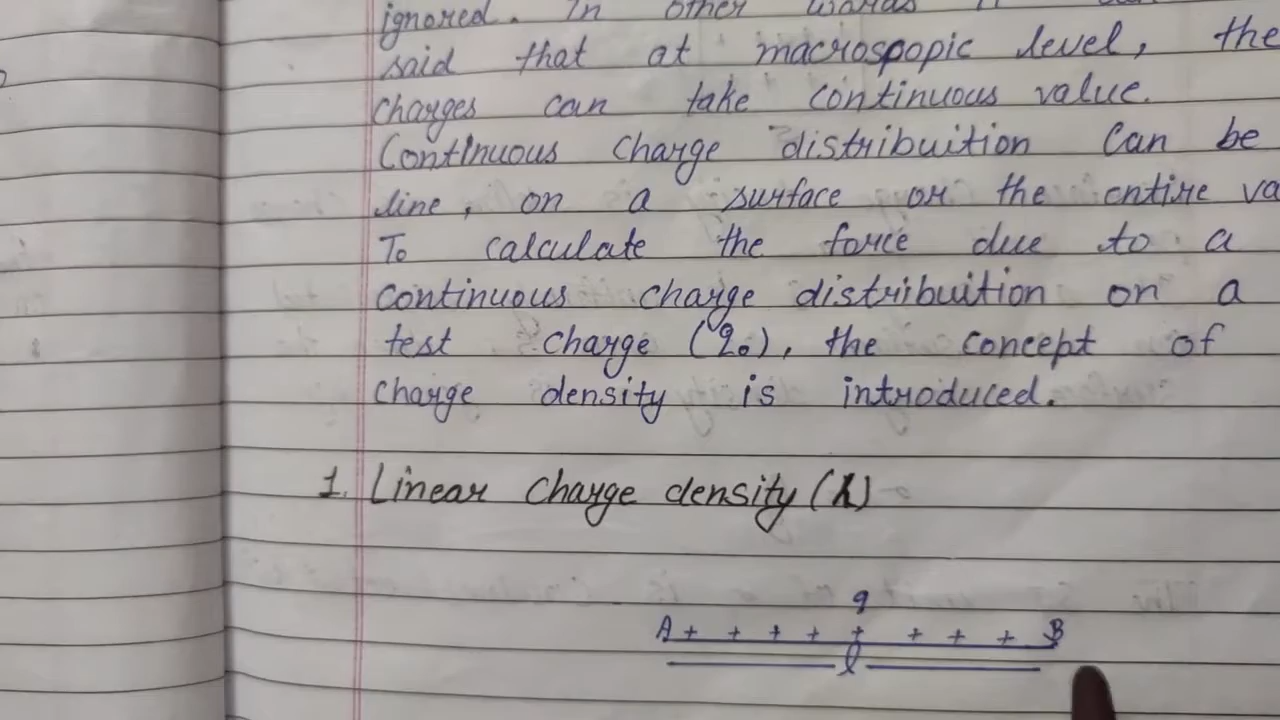 ignored. In other words
said that at macrospopic level, the
charges can take continuous value.
Continuous charge distribuition can be
line, on a surface or the entire
To calculate the force due to a
continuous charge distribuition on a
test charge (q₀), the concept of
charge density is introduced.
1. Linear charge density (λ)
q
A + + + + + + + + B
l